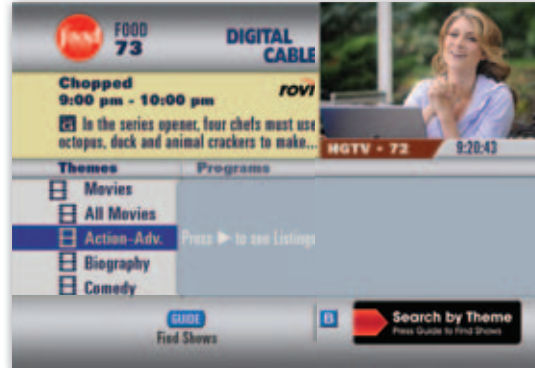 food
FOOD
73
DIGITAL
CABLE
Chopped
9:00 pm - 10:00 pm
rovi
G In the series opener, four chefs must use
octopus, duck and animal crackers to make...
HGTV • 72
9:20:43
Themes
Programs
Movies
All Movies
Action-Adv.
Press ▶ to see Listings
Biography
Comedy
GUIDE
Find Shows
B
Search by Theme
Press Guide to Find Shows